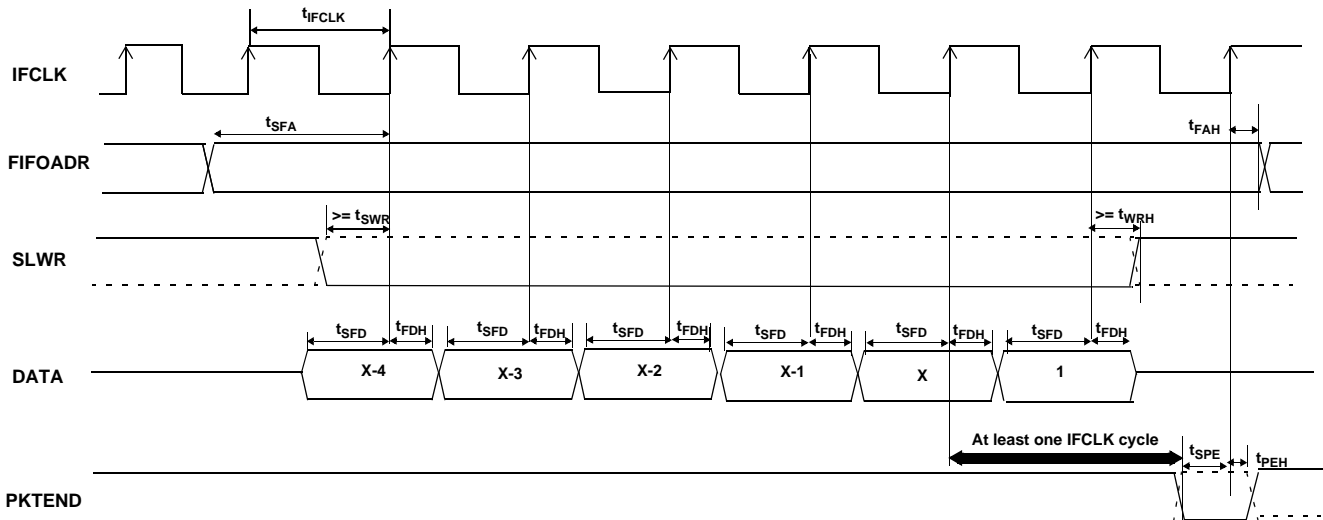 tIFCLK
IFCLK
tSFA
tFAH
FIFOADR
>= tSWR
>= tWRH
SLWR
tSFD tFDH tSFD tFDH tSFD tFDH tSFD tFDH tSFD tFDH tSFD tFDH
DATA
X-4 X-3 X-2 X-1 X 1
At least one IFCLK cycle
tSPE
tPEH
PKTEND